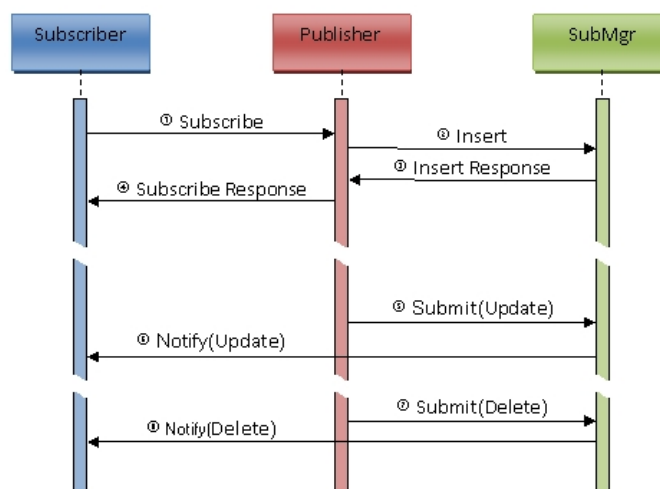 Subscriber
Publisher
SubMgr
① Subscribe
② Insert
③ Insert Response
④ Subscribe Response
⑤ Submit(Update)
⑥ Notify(Update)
⑦ Submit(Delete)
⑧ Notify(Delete)